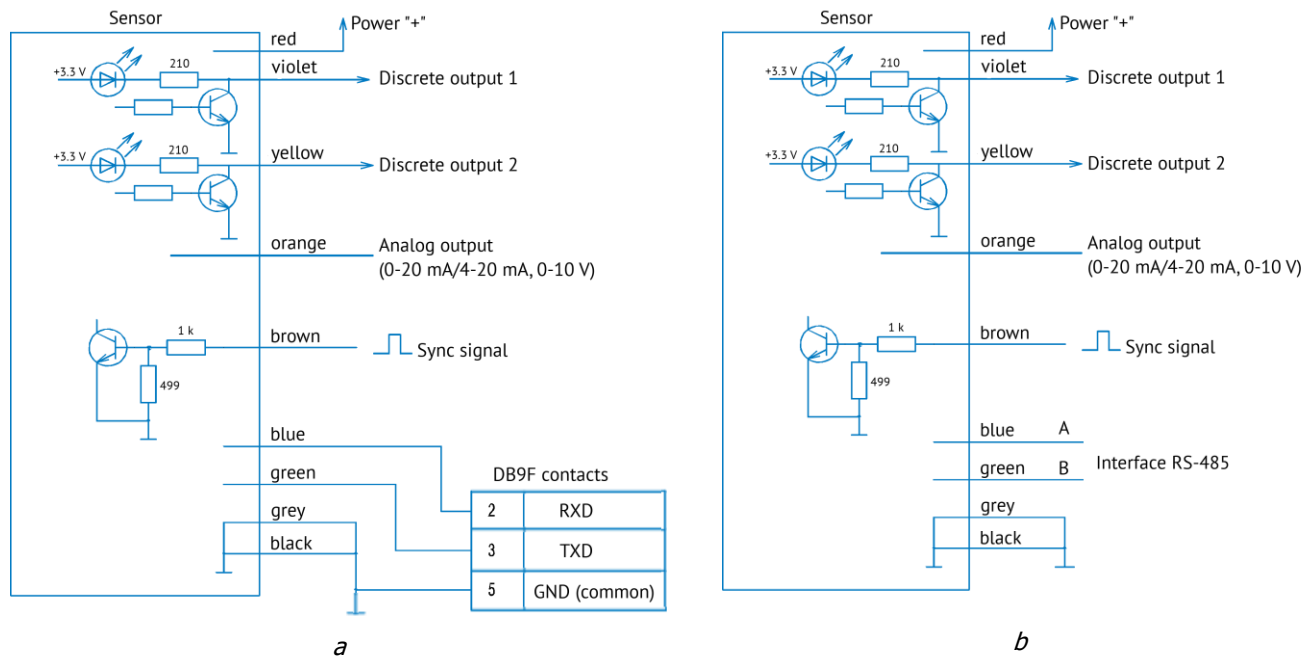 Sensor
Power "+"
red
+3.3 V
210
violet
Discrete output 1
+3.3 V
210
yellow
Discrete output 2
orange
Analog output
(0-20 mA/4-20 mA, 0-10 V)
1 k
brown
Sync signal
499
blue
green
DB9F contacts
2 RXD
grey
3 TXD
black
5 GND (common)
a
Sensor
Power "+"
red
+3.3 V
210
violet
Discrete output 1
+3.3 V
210
yellow
Discrete output 2
orange
Analog output
(0-20 mA/4-20 mA, 0-10 V)
1 k
brown
Sync signal
499
blue A
Interface RS-485
green B
grey
black
b